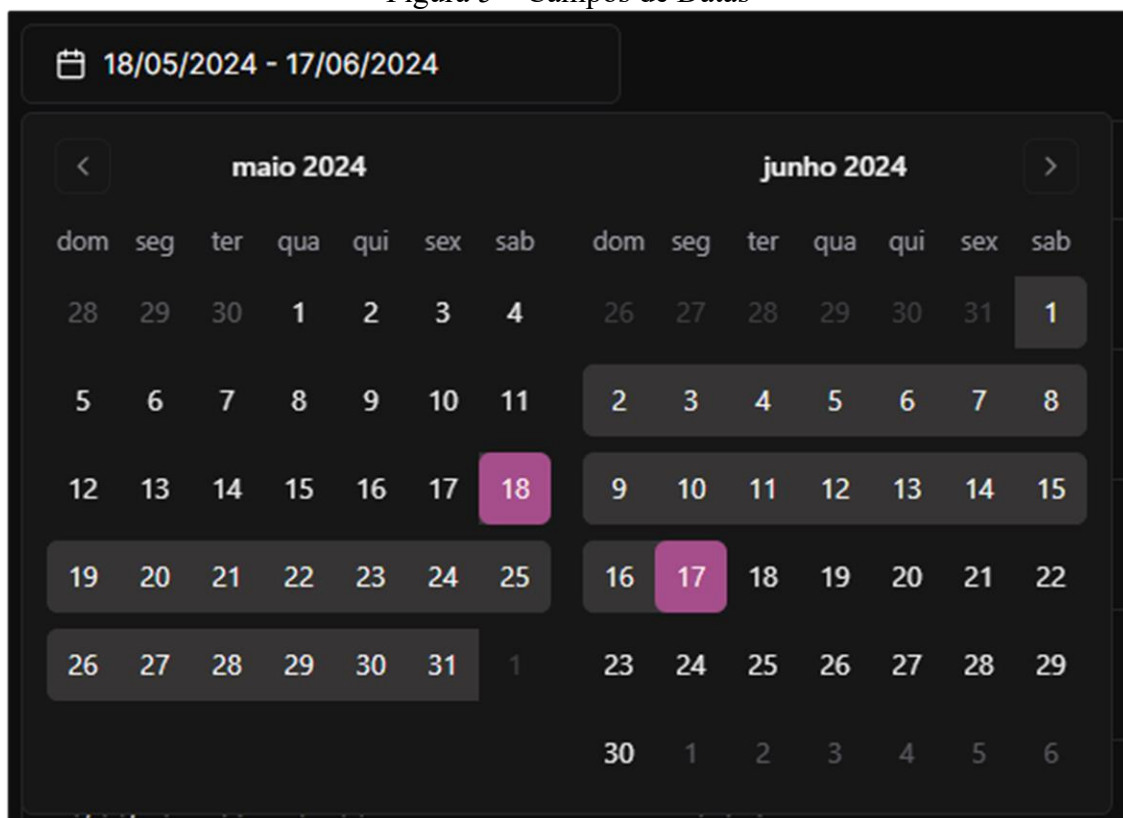 Figura 5 – Campos de Datas
18/05/2024 - 17/06/2024
maio 2024
dom seg ter qua qui sex sab
28 29 30 1 2 3 4
5 6 7 8 9 10 11
12 13 14 15 16 17 18
19 20 21 22 23 24 25
26 27 28 29 30 31 1
junho 2024
dom seg ter qua qui sex sab
26 27 28 29 30 31 1
2 3 4 5 6 7 8
9 10 11 12 13 14 15
16 17 18 19 20 21 22
23 24 25 26 27 28 29
30 1 2 3 4 5 6